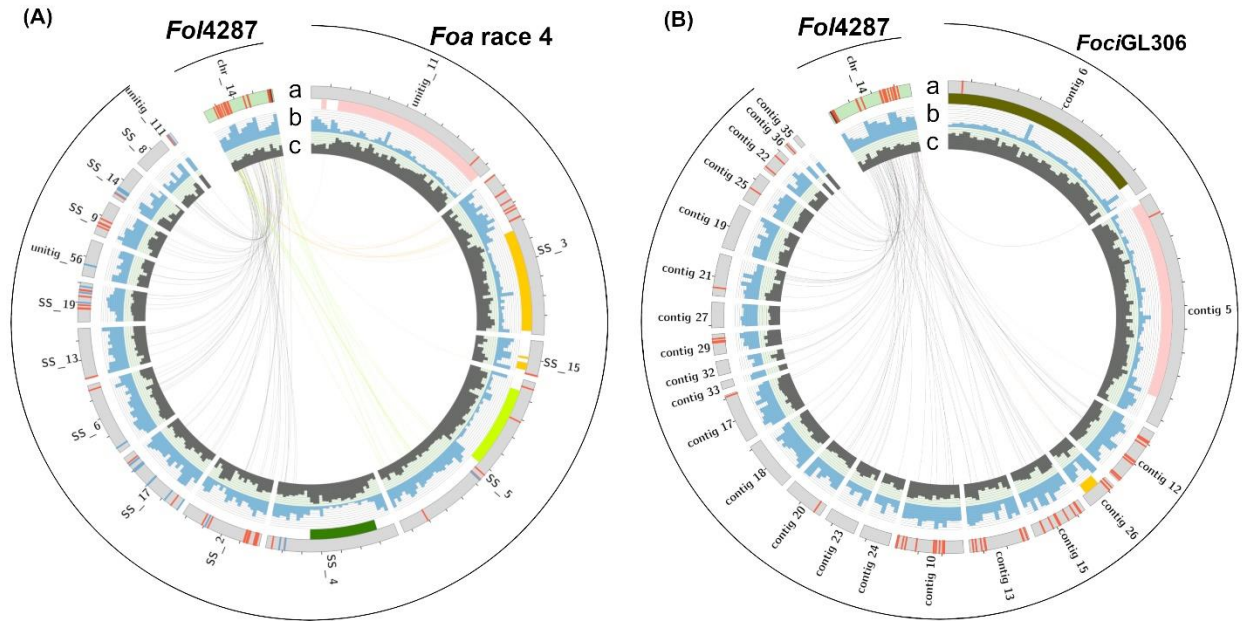 (A)
Fol4287
Foa race 4
chr_14
a
b
c
unitig_11
SS_3
SS_15
SS_5
SS_4
SS_2
SS_17
SS_6
SS_13
SS_19
unitig_56
SS_9
SS_14
SS_8
unitig_111
(B)
Fol4287
FociGL306
chr_14
a
b
c
contig 6
contig 5
contig 12
contig 26
contig 15
contig 13
contig 10
contig 24
contig 23
contig 20
contig 18
contig 17
contig 33
contig 32
contig 29
contig 27
contig 21
contig 19
contig 25
contig 22
contig 36
contig 35